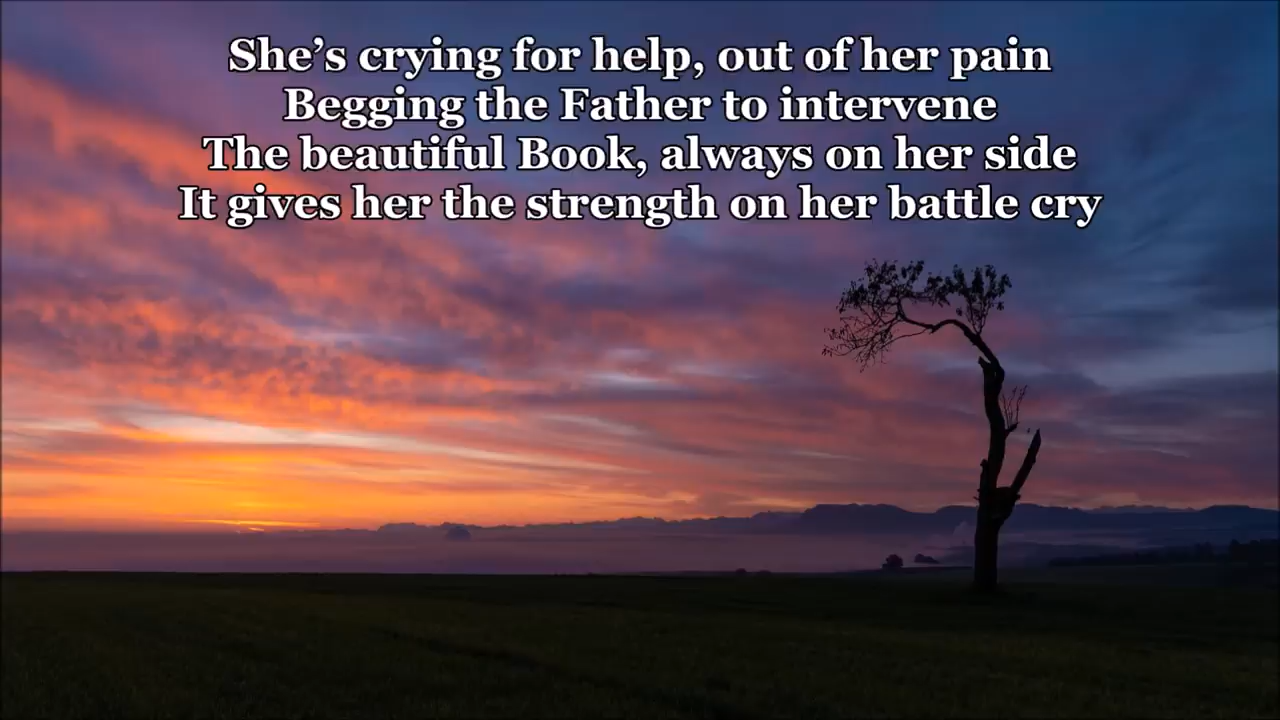 She’s crying for help, out of her pain
Begging the Father to intervene
The beautiful Book, always on her side
It gives her the strength on her battle cry